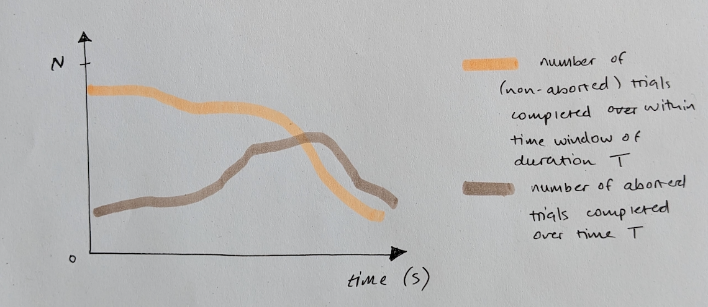 N
number of
(non-aborted) trials
completed over within
time window of
duration T
number of aborted
trials completed
over time T
0
time (s)